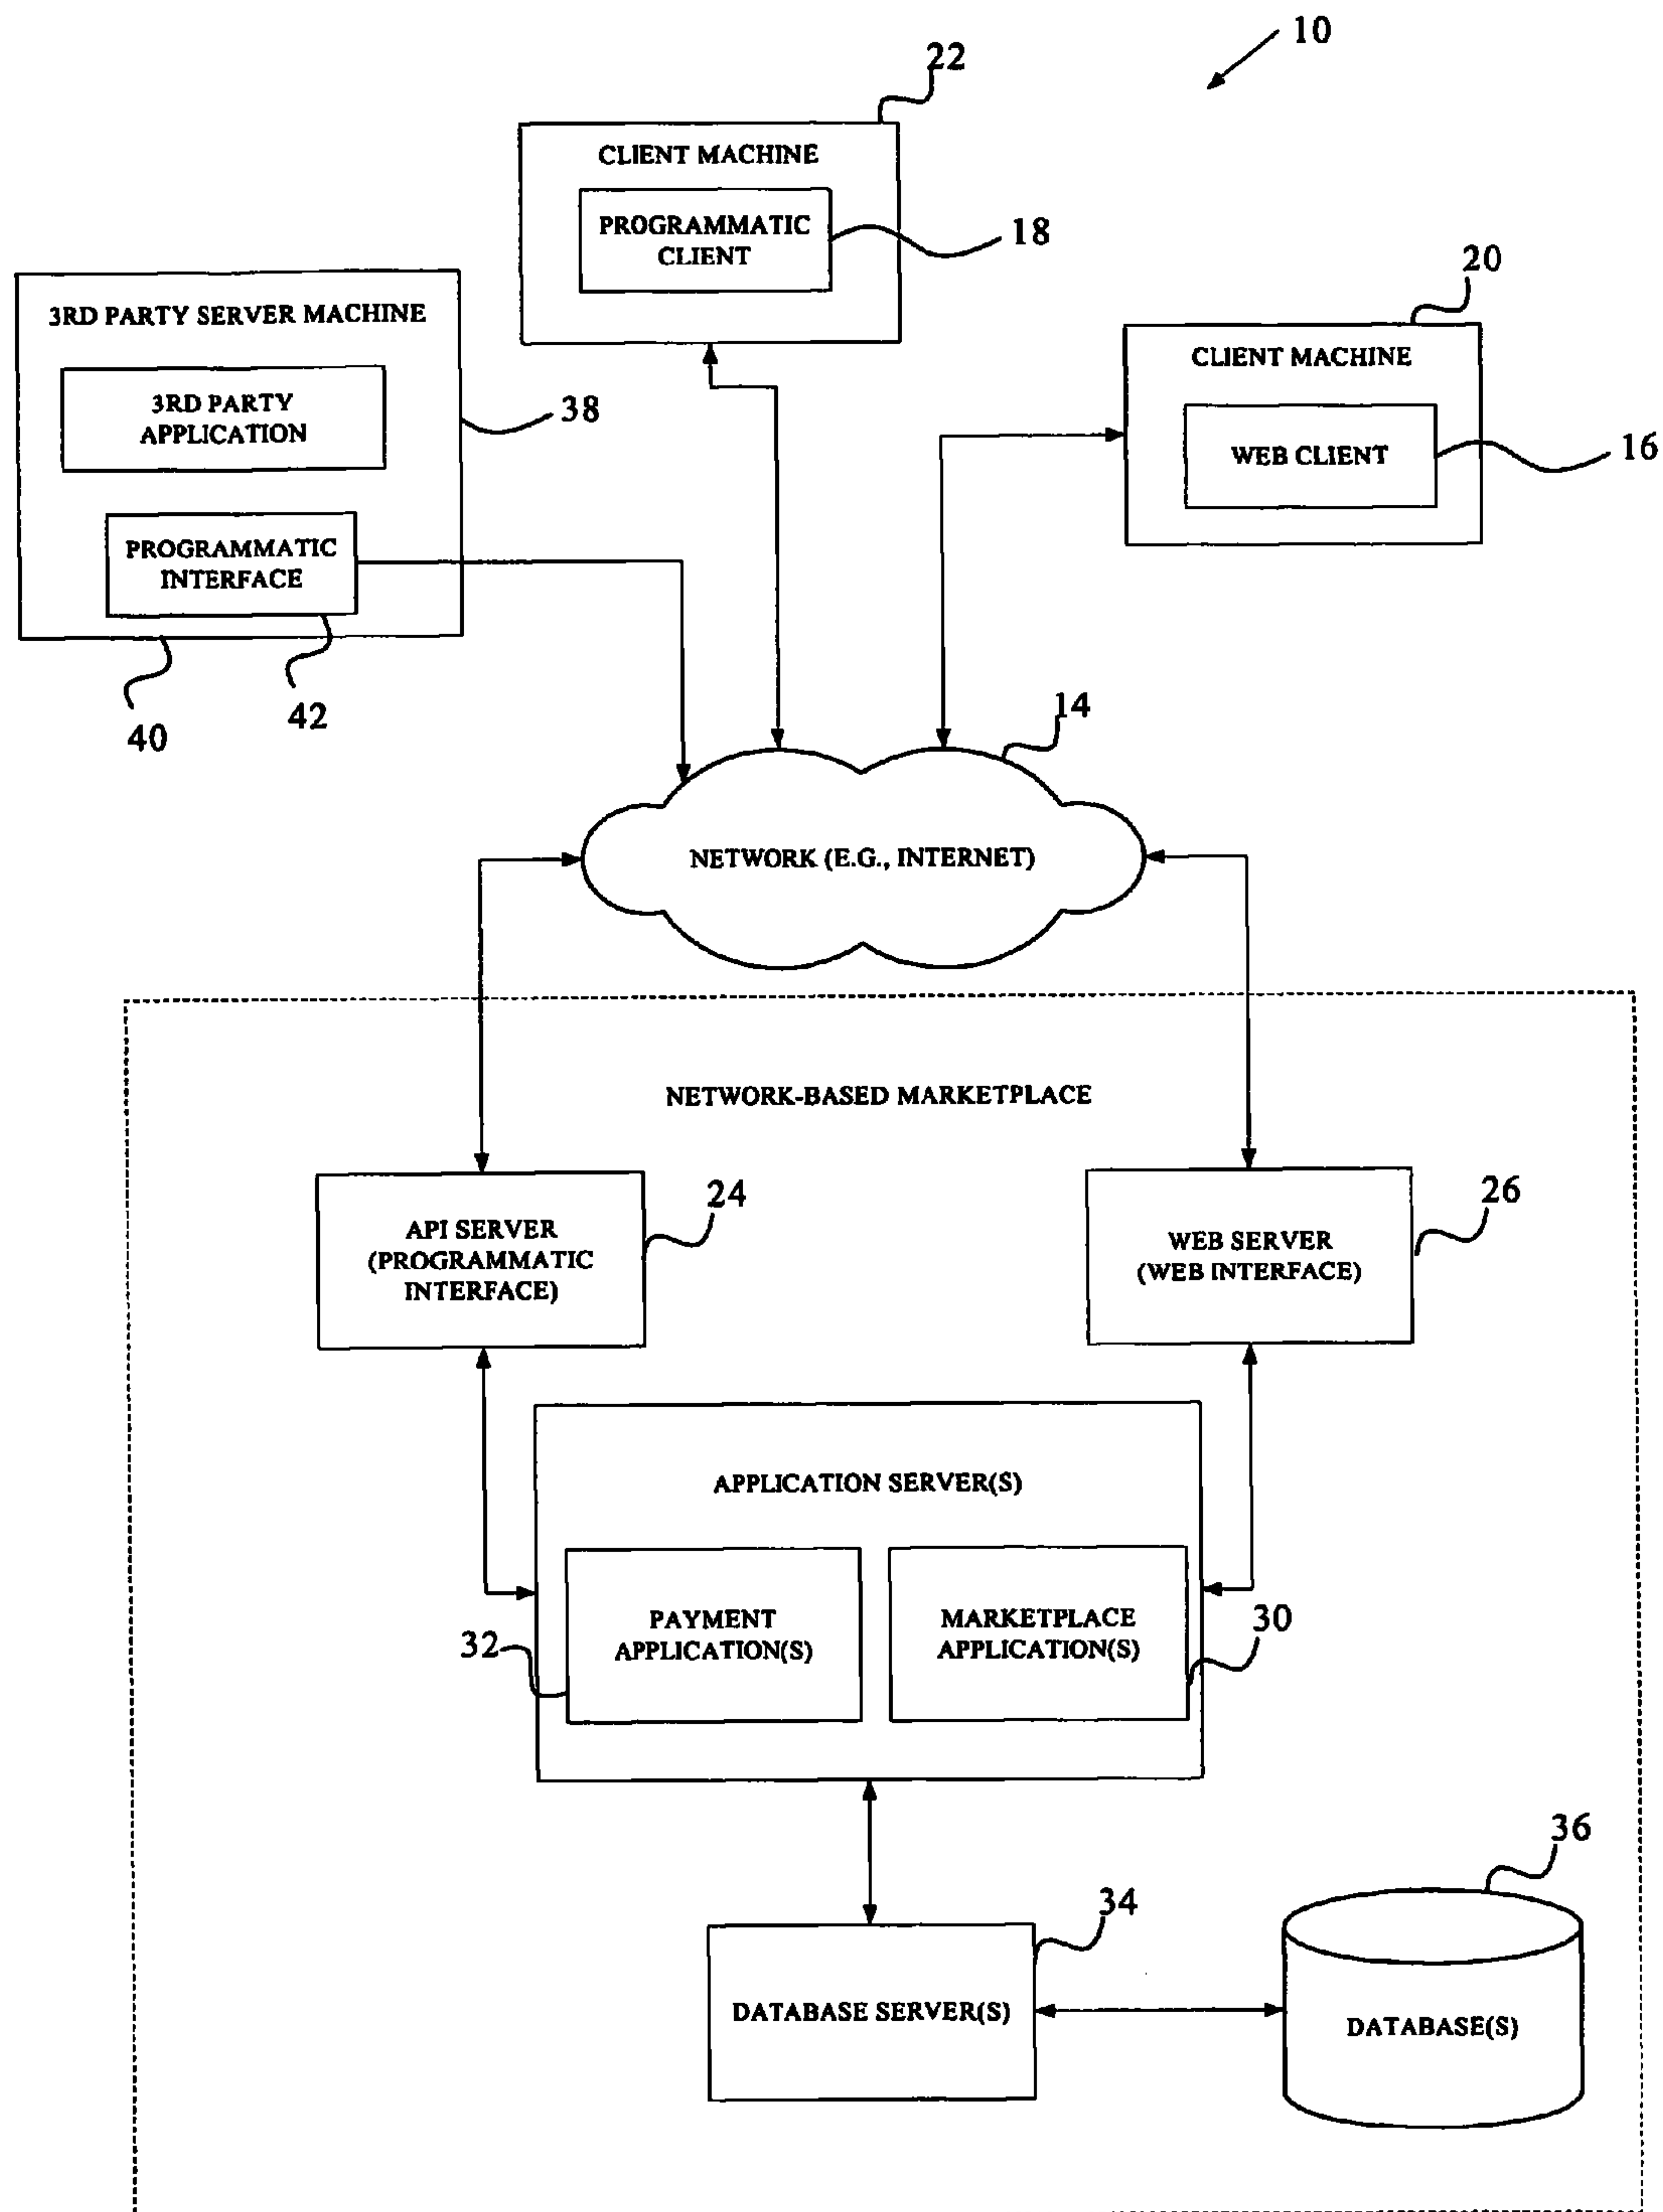 10
22
CLIENT MACHINE
PROGRAMMATIC
CLIENT
18
20
3RD PARTY SERVER MACHINE
CLIENT MACHINE
3RD PARTY
APPLICATION
38
WEB CLIENT
16
PROGRAMMATIC
INTERFACE
40
42
14
NETWORK (E.G., INTERNET)
NETWORK-BASED MARKETPLACE
24
API SERVER
(PROGRAMMATIC
INTERFACE)
26
WEB SERVER
(WEB INTERFACE)
APPLICATION SERVER(S)
32
PAYMENT
APPLICATION(S)
MARKETPLACE
APPLICATION(S)
30
34
36
DATABASE SERVER(S)
DATABASE(S)